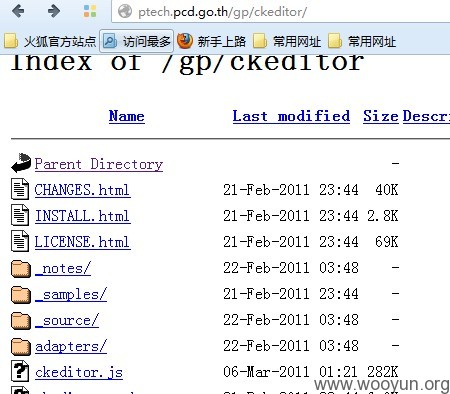 ptech.pcd.go.th/gp/ckeditor/
火狐官方站点 访问最多 新手上路 常用网址 常用网址
Index of /gp/ckeditor
Name Last modified Size Descri
Parent Directory -
CHANGES.html 21-Feb-2011 23:44 40K
INSTALL.html 21-Feb-2011 23:44 2.8K
LICENSE.html 21-Feb-2011 23:44 69K
_notes/ 22-Feb-2011 03:48 -
_samples/ 21-Feb-2011 23:44 -
_source/ 22-Feb-2011 03:48 -
adapters/ 22-Feb-2011 03:48 -
ckeditor.js 06-Mar-2011 01:21 282K
www.wooyun.org